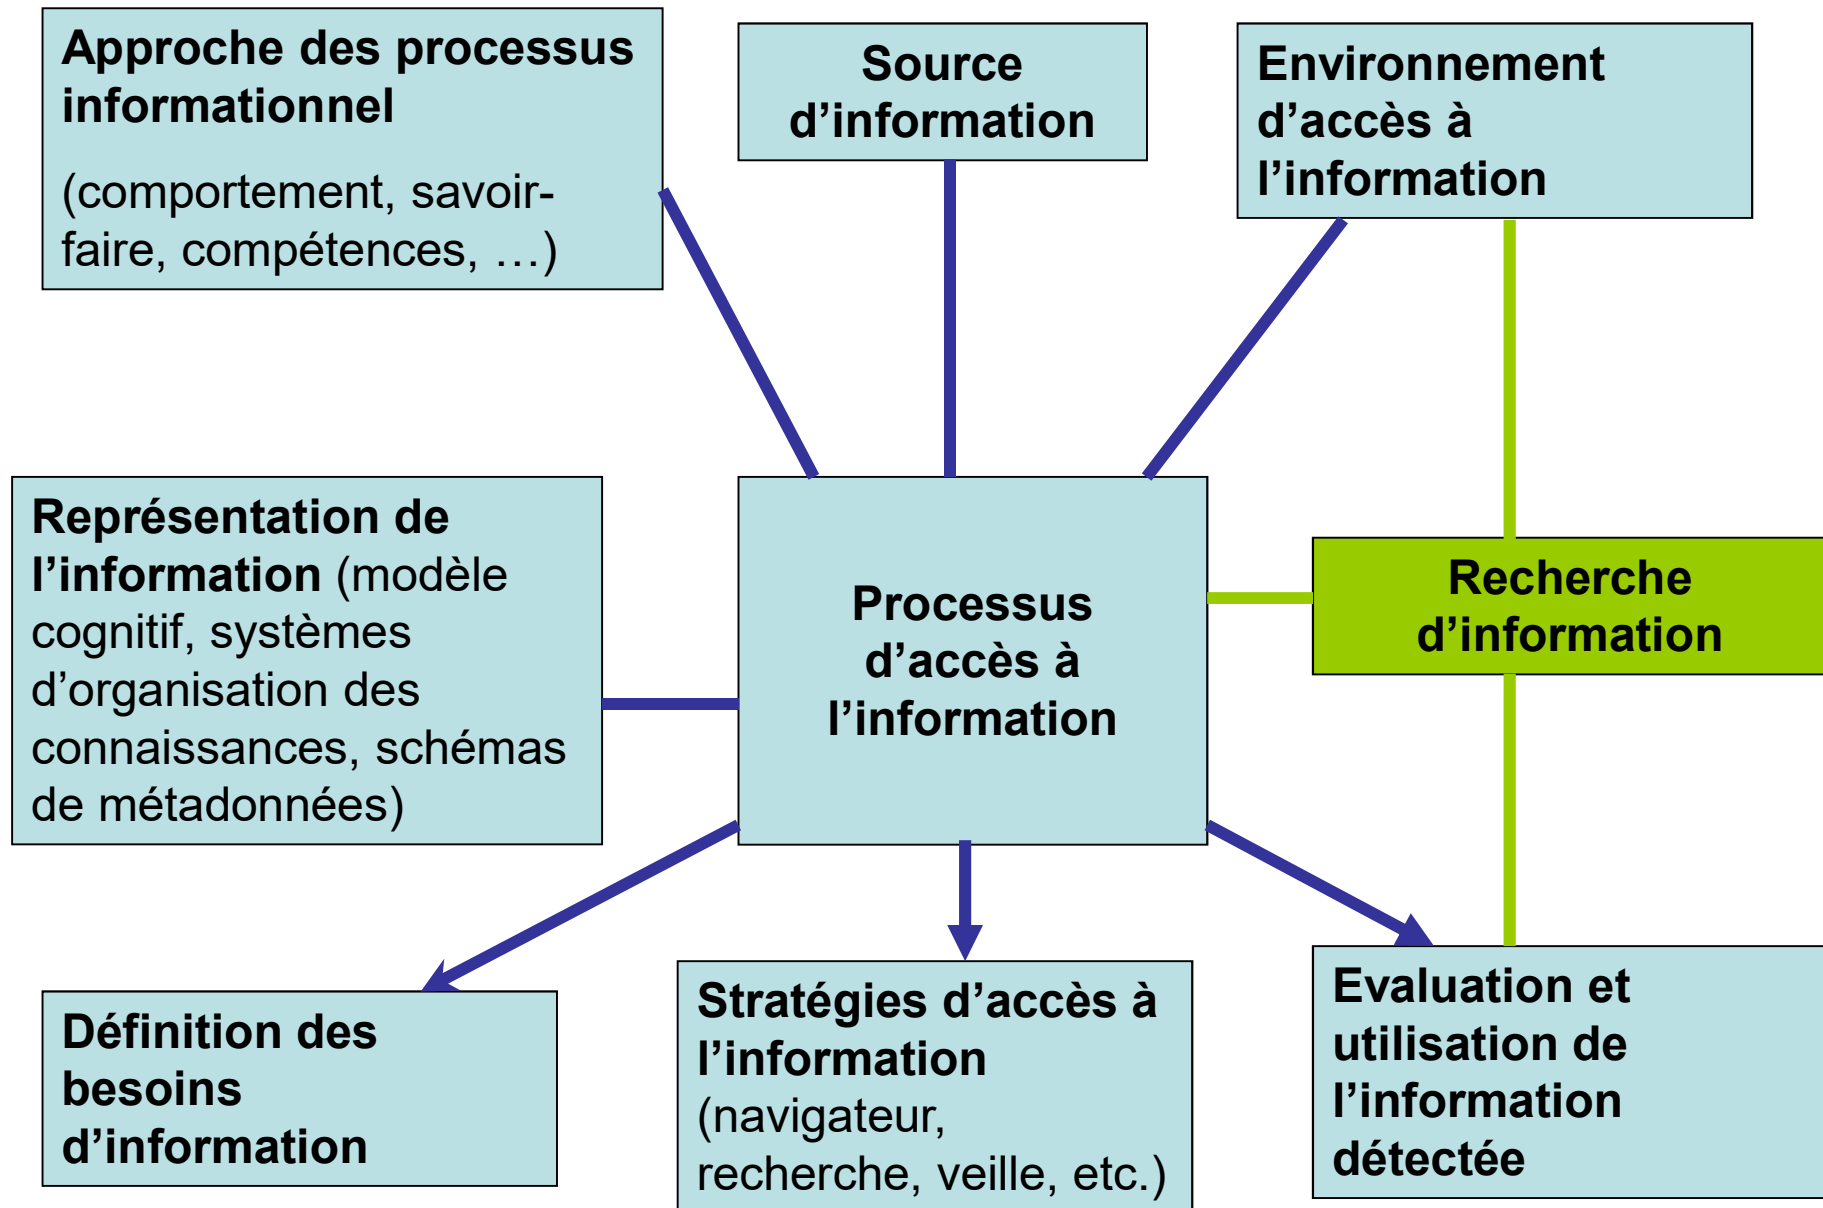 Approche des processus
informationnel
(comportement, savoir-
faire, compétences, …)
Source
d’information
Environnement
d’accès à
l’information
Représentation de
l’information (modèle
cognitif, systèmes
d’organisation des
connaissances, schémas
de métadonnées)
Processus
d’accès à
l’information
Recherche
d’information
Définition des
besoins
d’information
Stratégies d’accès à
l’information
(navigateur,
recherche, veille, etc.)
Evaluation et
utilisation de
l’information
détectée